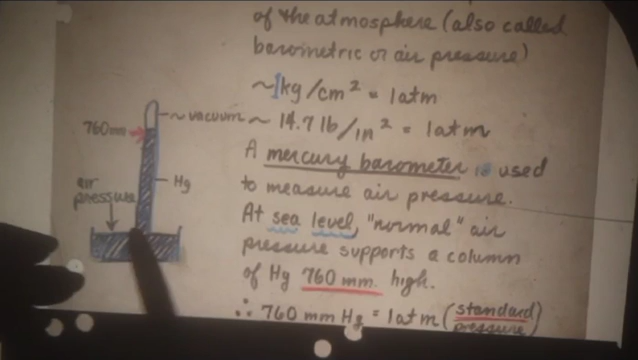 of the atmosphere (also called
barometric or air pressure)
~1kg/cm² = 1atm
~ 14.7 lb/in² = 1atm
A mercury barometer is used
to measure air pressure.
At sea level, "normal" air
pressure supports a column
of Hg 760 mm. high.
∴ 760 mm Hg = 1atm (standard
pressure)
760mm
~ vacuum
Hg
air
pressure